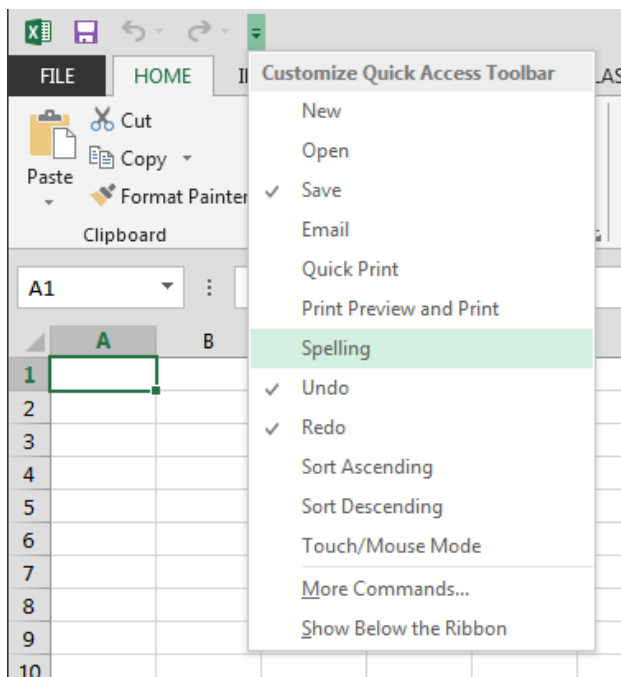 FILE
HOME
Customize Quick Access Toolbar
New
Open
Save
Email
Quick Print
Print Preview and Print
Spelling
Undo
Redo
Sort Ascending
Sort Descending
Touch/Mouse Mode
More Commands...
Show Below the Ribbon
Paste
Cut
Copy
Format Painter
Clipboard
A1
A B
1
2
3
4
5
6
7
8
9
10